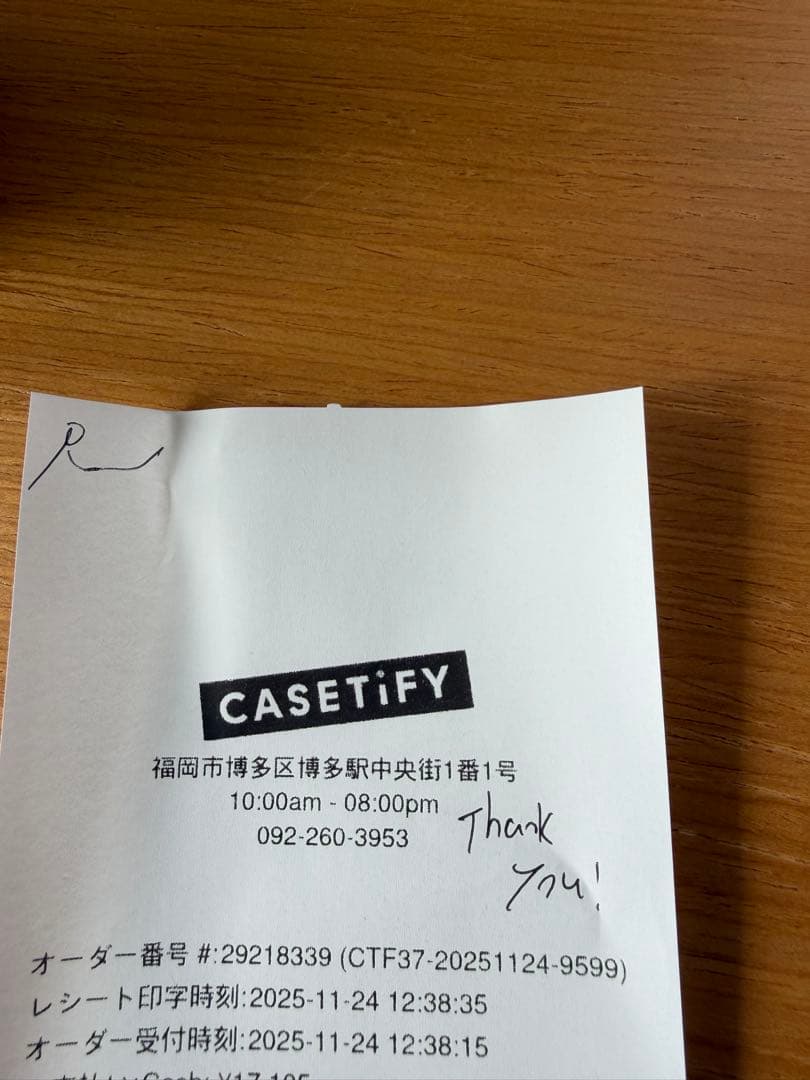 CASETiFY
福岡市博多区博多駅中央街1番1号
10:00am - 08:00pm
092-260-3953
Thank
You!
オーダー番号 #:29218339 (CTF37-20251124-9599)
レシート印字時刻:2025-11-24 12:38:35
オーダー受付時刻:2025-11-24 12:38:15